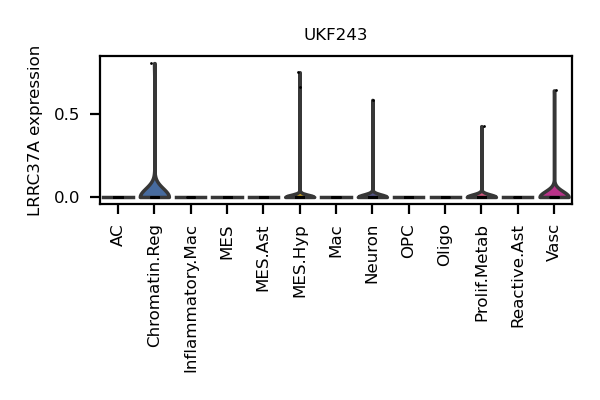 UKF243
LRRC37A expression
0.5
0.0
AC
Chromatin.Reg
Inflammatory.Mac
MES
MES.Ast
MES.Hyp
Mac
Neuron
OPC
Oligo
Prolif.Metab
Reactive.Ast
Vasc